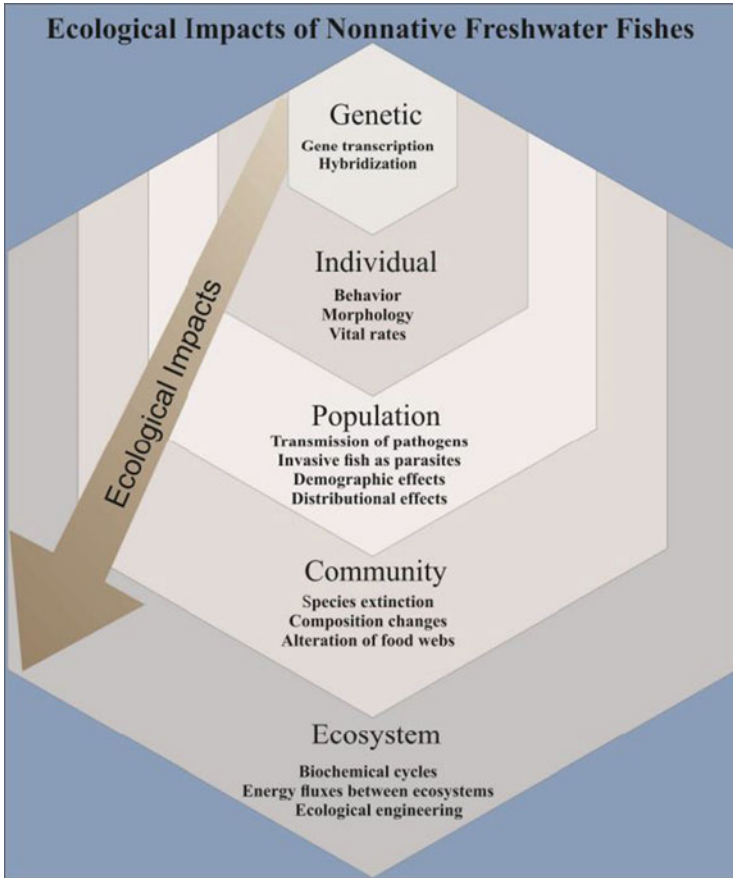 Ecological Impacts of Nonnative Freshwater Fishes
Genetic
Gene transcription
Hybridization
Individual
Behavior
Morphology
Vital rates
Ecological Impacts
Population
Transmission of pathogens
Invasive fish as parasites
Demographic effects
Distributional effects
Community
Species extinction
Composition changes
Alteration of food webs
Ecosystem
Biochemical cycles
Energy fluxes between ecosystems
Ecological engineering